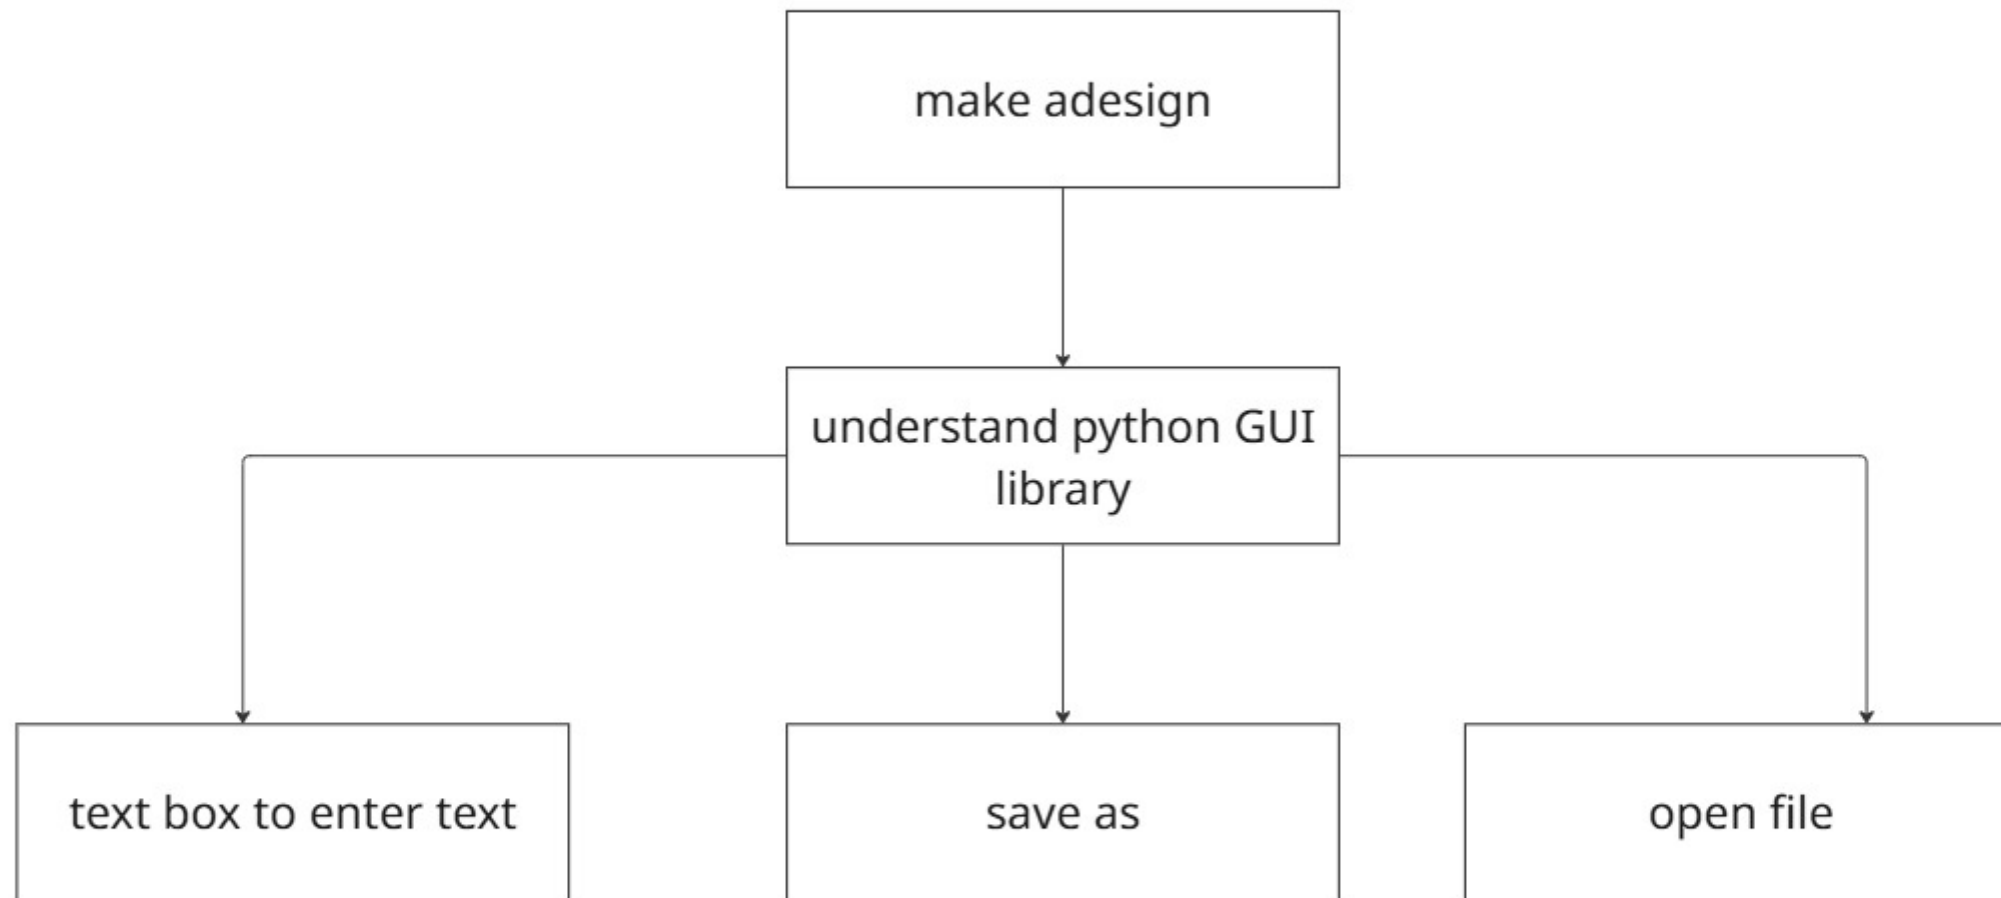 make adesign
understand python GUI
library
text box to enter text
save as
open file